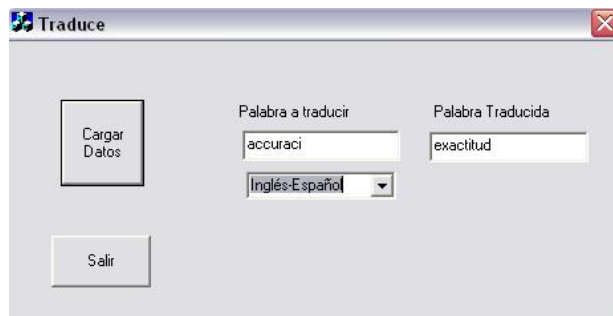 Traduce
Palabra a traducir
Palabra Traducida
Cargar
Datos
accuraci
exactitud
Inglés-Español
Salir